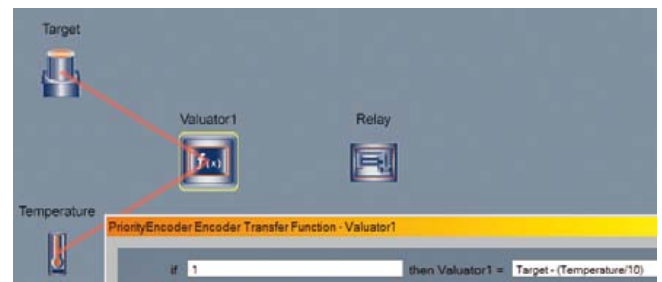 Target
Valuator1
Relay
f(x)
Temperature
PriorityEncoder Encoder Transfer Function - Valuator1
if 1 then Valuator1 = Target - (Temperature/10)